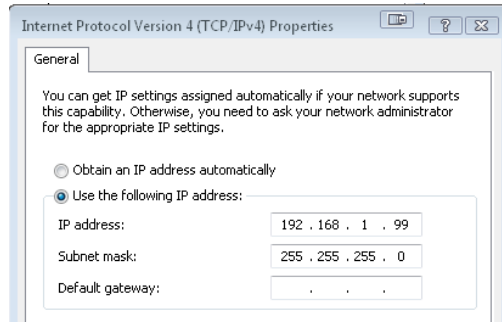 Internet Protocol Version 4 (TCP/IPv4) Properties
General
You can get IP settings assigned automatically if your network supports
this capability. Otherwise, you need to ask your network administrator
for the appropriate IP settings.
Obtain an IP address automatically
Use the following IP address:
IP address: 192 . 168 . 1 . 99
Subnet mask: 255 . 255 . 255 . 0
Default gateway: . . .